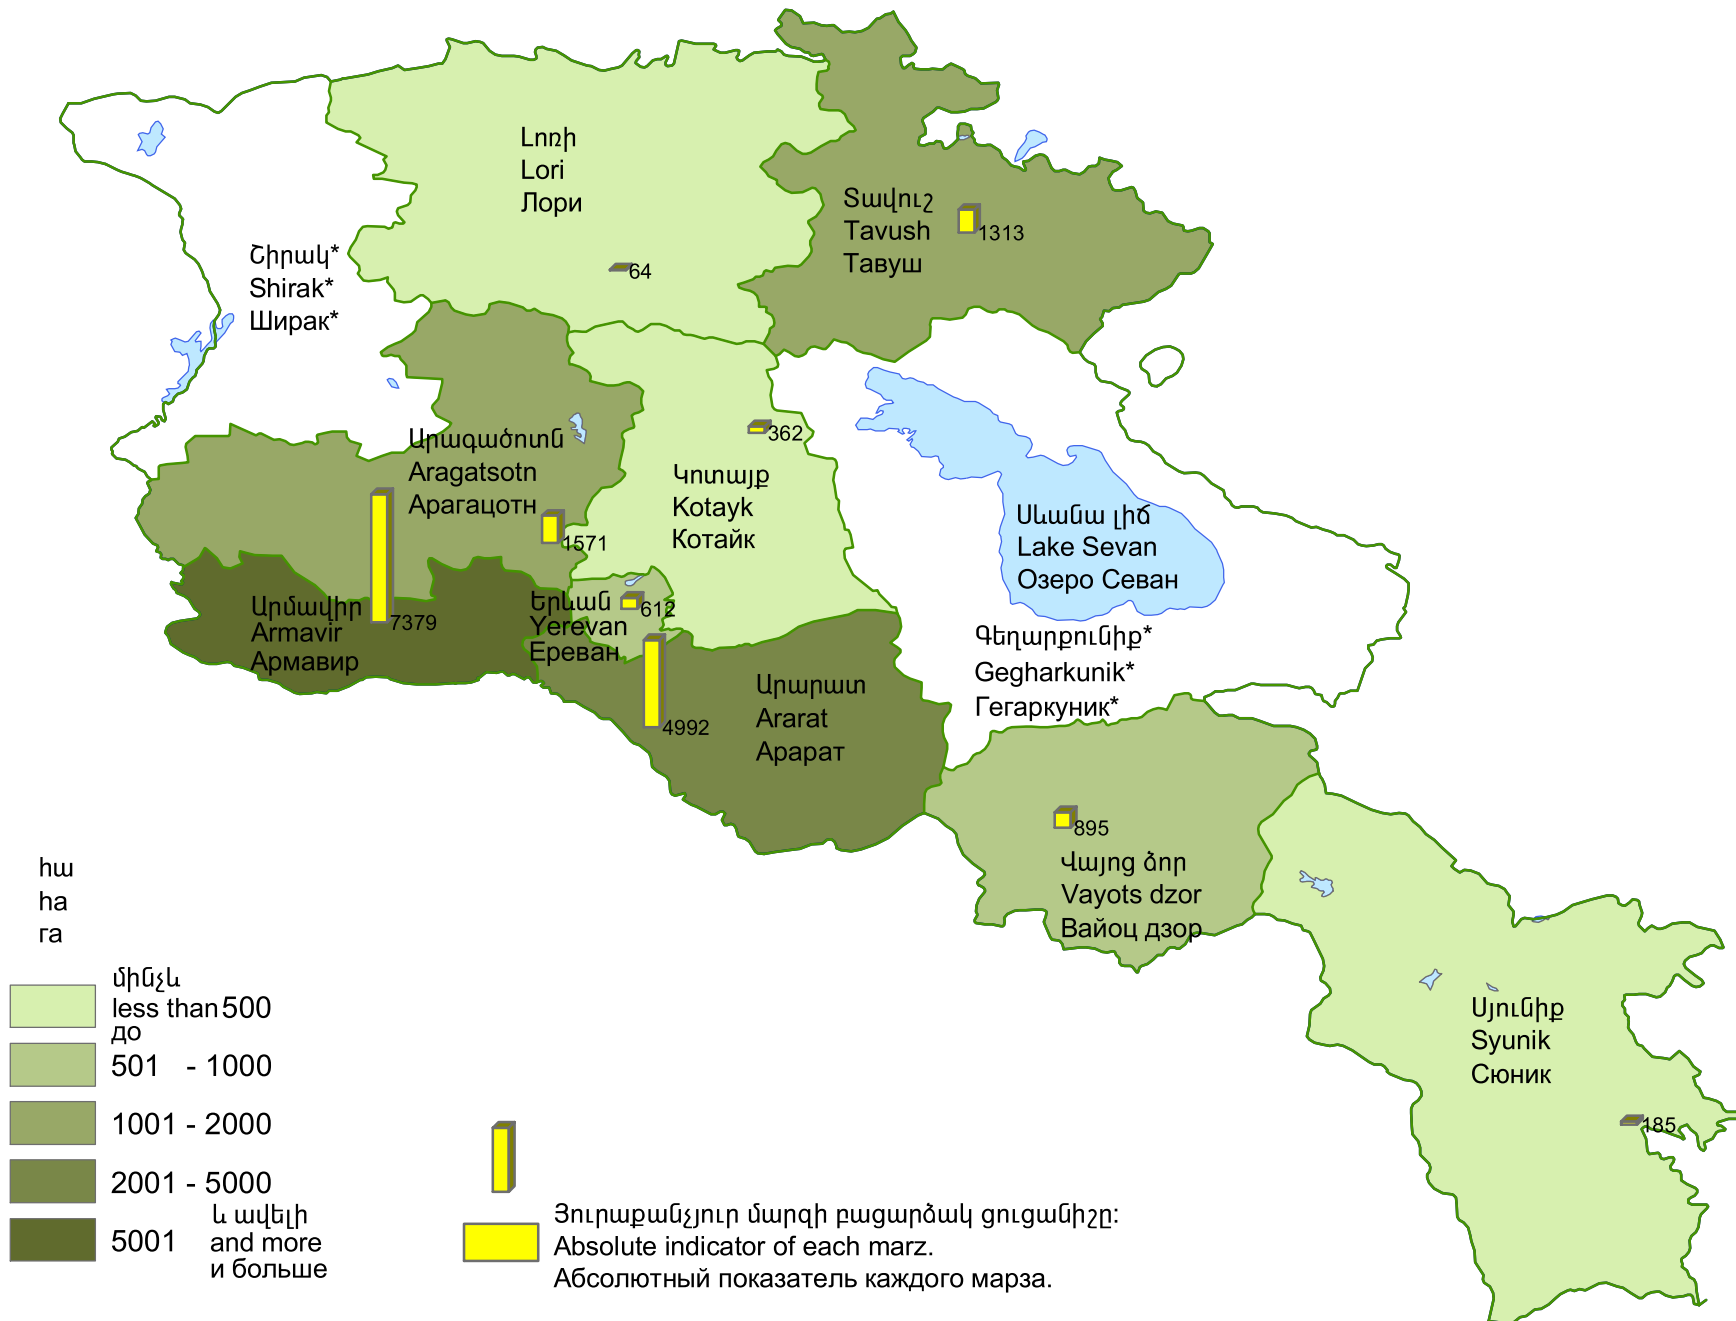 Լոռի
Lori
Лори
64
Տավուշ
Tavush
Тавуш
1313
Շիրակ*
Shirak*
Ширак*
Արագածոտն
Aragatsotn
Арагацотн
1571
362
Կոտայք
Kotayk
Котайк
Սևանա լիճ
Lake Sevan
Озеро Севан
Արմավիր
Armavir
Армавир
7379
Երևան
Yerevan
Ереван
612
4992
Արարատ
Ararat
Арарат
Գեղարքունիք*
Gegharkunik*
Гегаркуник*
895
Վայոց ձոր
Vayots dzor
Вайоц дзор
Սյունիք
Syunik
Сюник
185
հա
ha
га
մինչև
less than 500
до
501 - 1000
1001 - 2000
2001 - 5000
և ավելի
5001 and more
и больше
Յուրաքանչյուր մարզի բացարձակ ցուցանիշը:
Absolute indicator of each marz.
Абсолютный показатель каждого марза.